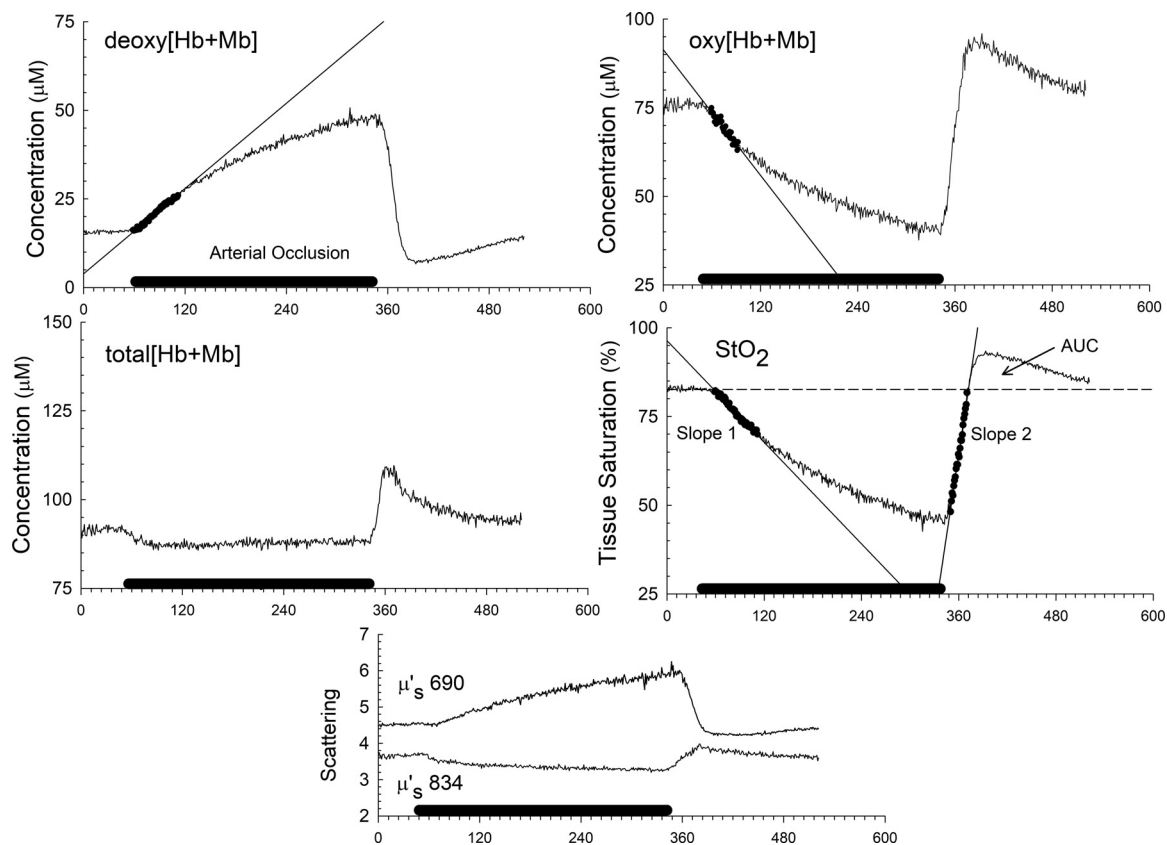 deoxy[Hb+Mb]
Concentration (μM)
75
50
25
0
Arterial Occlusion
0 120 240 360 480 600
oxy[Hb+Mb]
Concentration (μM)
100
75
50
25
0 120 240 360 480 600
total[Hb+Mb]
Concentration (μM)
150
125
100
75
0 120 240 360 480 600
StO2
AUC
Tissue Saturation (%)
100
75
50
25
Slope 1
Slope 2
0 120 240 360 480 600
Scattering
7
6
5
4
3
2
μ's 690
μ's 834
0 120 240 360 480 600